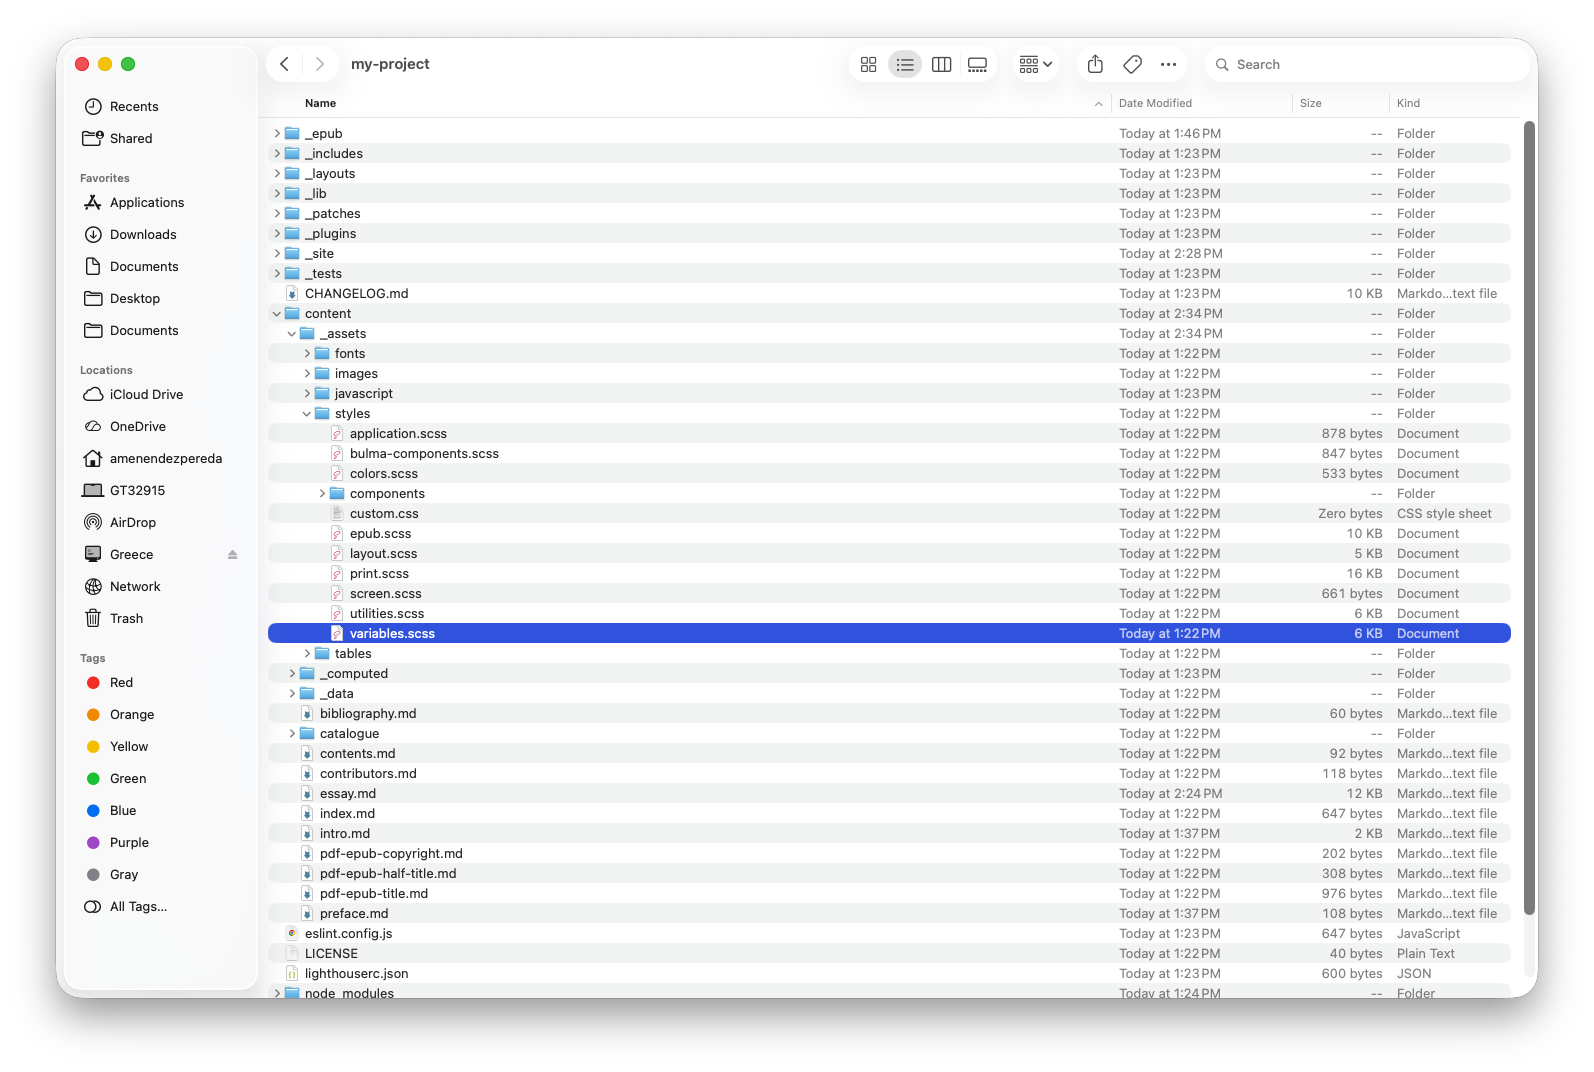 my-project
Search
Recents
Shared
Favorites
Applications
Downloads
Documents
Desktop
Documents
Locations
iCloud Drive
OneDrive
amenendezpereda
GT32915
AirDrop
Greece
Network
Trash
Tags
Red
Orange
Yellow
Green
Blue
Purple
Gray
All Tags...
Name Date Modified Size Kind
_epub Today at 1:46 PM -- Folder
_includes Today at 1:23 PM -- Folder
_layouts Today at 1:23 PM -- Folder
_lib Today at 1:23 PM -- Folder
_patches Today at 1:23 PM -- Folder
_plugins Today at 1:23 PM -- Folder
_site Today at 2:28 PM -- Folder
_tests Today at 1:23 PM -- Folder
CHANGELOG.md Today at 1:23 PM 10 KB Markdo...text file
content Today at 2:34 PM -- Folder
_assets Today at 2:34 PM -- Folder
fonts Today at 1:22 PM -- Folder
images Today at 1:22 PM -- Folder
javascript Today at 1:22 PM -- Folder
styles Today at 1:22 PM -- Folder
application.scss Today at 1:22 PM 878 bytes Document
bulma-components.scss Today at 1:22 PM 847 bytes Document
colors.scss Today at 1:22 PM 533 bytes Document
components Today at 1:22 PM -- Folder
custom.css Today at 1:22 PM Zero bytes CSS style sheet
epub.scss Today at 1:22 PM 10 KB Document
layout.scss Today at 1:22 PM 5 KB Document
print.scss Today at 1:22 PM 16 KB Document
screen.scss Today at 1:22 PM 661 bytes Document
utilities.scss Today at 1:22 PM 6 KB Document
variables.scss Today at 1:22 PM 6 KB Document
tables Today at 1:22 PM -- Folder
_computed Today at 1:23 PM -- Folder
_data Today at 1:22 PM -- Folder
bibliography.md Today at 1:22 PM 60 bytes Markdo...text file
catalogue Today at 1:22 PM -- Folder
contents.md Today at 1:22 PM 92 bytes Markdo...text file
contributors.md Today at 1:22 PM 118 bytes Markdo...text file
essay.md Today at 2:24 PM 12 KB Markdo...text file
index.md Today at 1:22 PM 647 bytes Markdo...text file
intro.md Today at 1:37 PM 2 KB Markdo...text file
pdf-epub-copyright.md Today at 1:22 PM 202 bytes Markdo...text file
pdf-epub-half-title.md Today at 1:22 PM 308 bytes Markdo...text file
pdf-epub-title.md Today at 1:22 PM 976 bytes Markdo...text file
preface.md Today at 1:37 PM 108 bytes Markdo...text file
eslint.config.js Today at 1:23 PM 647 bytes JavaScript
LICENSE Today at 1:22 PM 40 bytes Plain Text
lighthouserc.json Today at 1:23 PM 600 bytes JSON
node_modules Today at 1:24 PM -- Folder